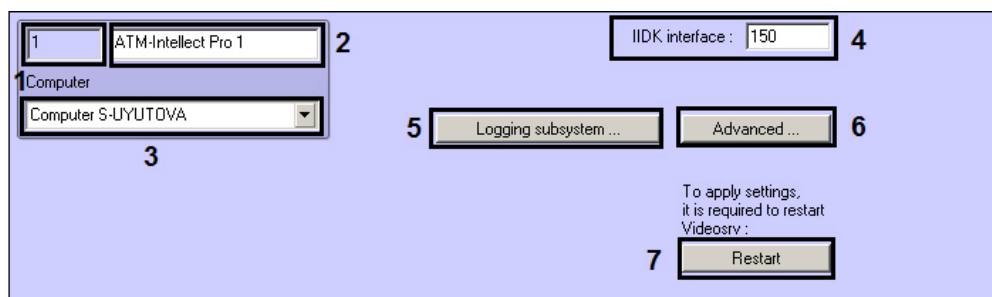 1
ATM-Intellect Pro 1
2
IIDK interface :
150
4
1
Computer
Computer S-UYUTOVA
3
5
Logging subsystem ...
Advanced ...
6
To apply settings,
it is required to restart
Videosrv :
7
Restart